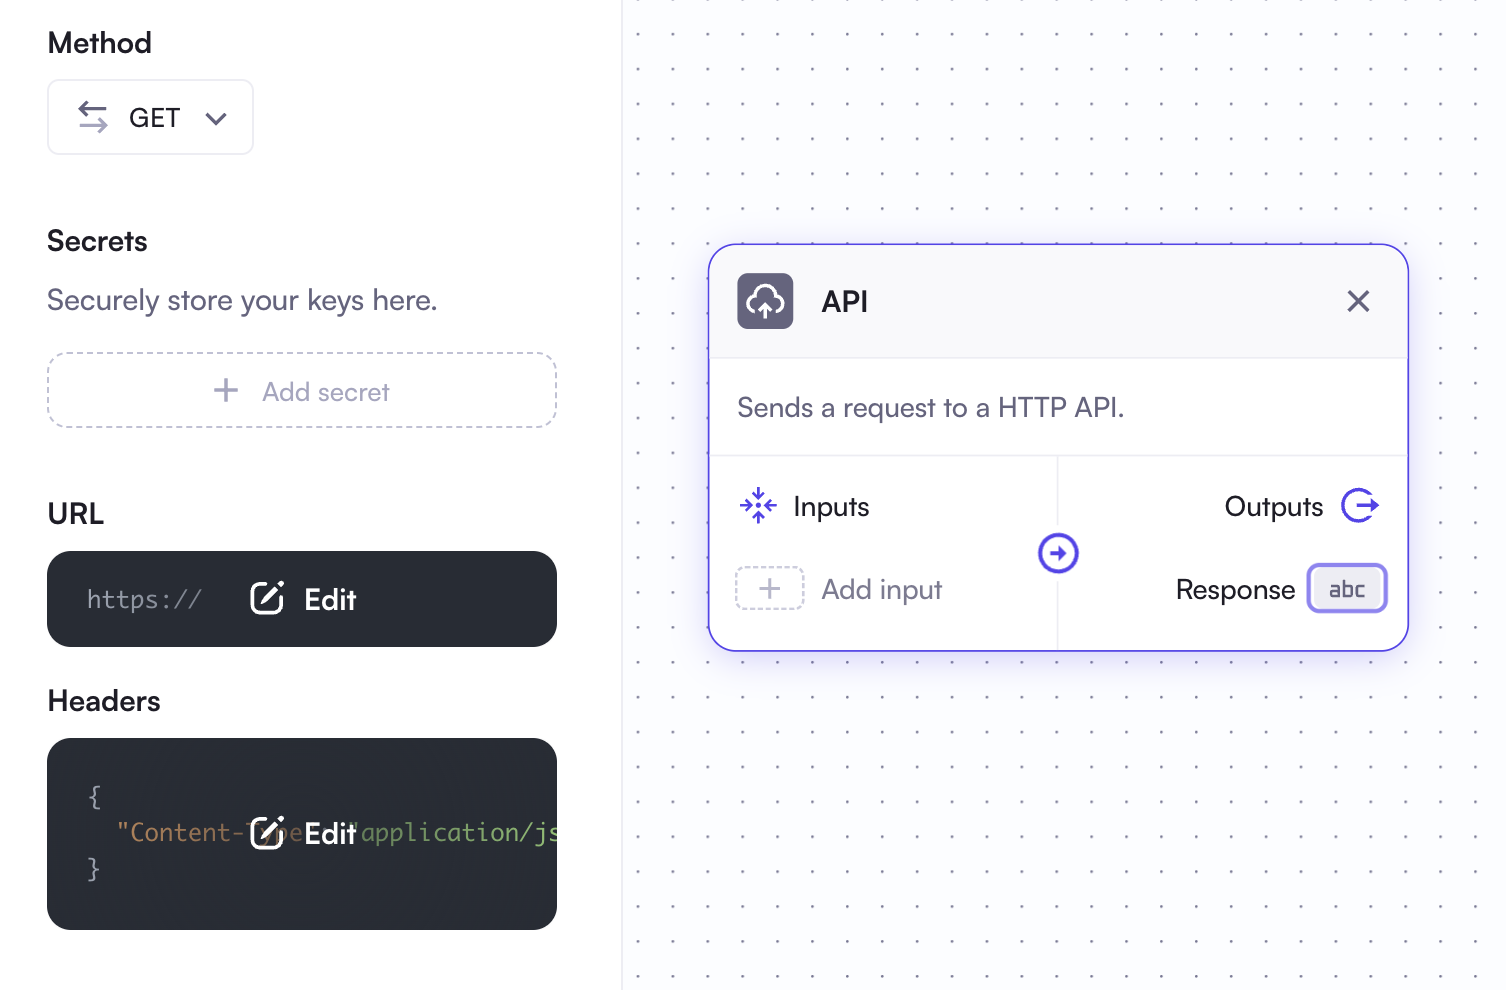 Method
GET
Secrets
Securely store your keys here.
Add secret
URL
https://
Edit
Headers
{
"Content-Type "application/js
Edit
}
API
Sends a request to a HTTP API.
Inputs
Add input
Outputs
Response
abc